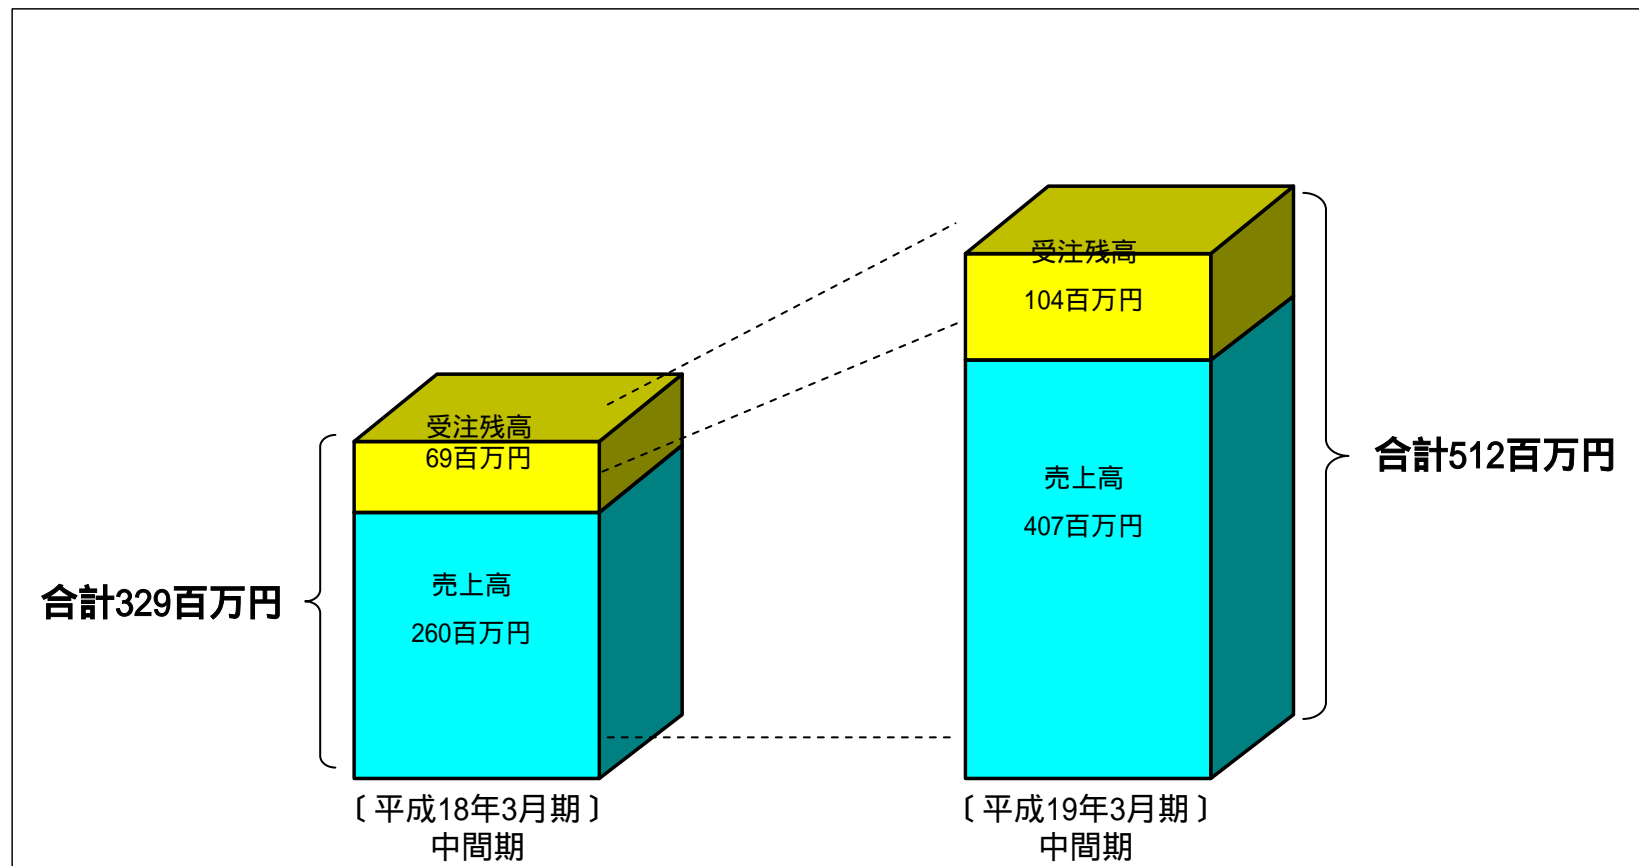 受注残高
69百万円
売上高
260百万円
合計329百万円
〔 平成18年3月期 〕
中間期
受注残高
104百万円
売上高
407百万円
合計512百万円
〔 平成19年3月期 〕
中間期